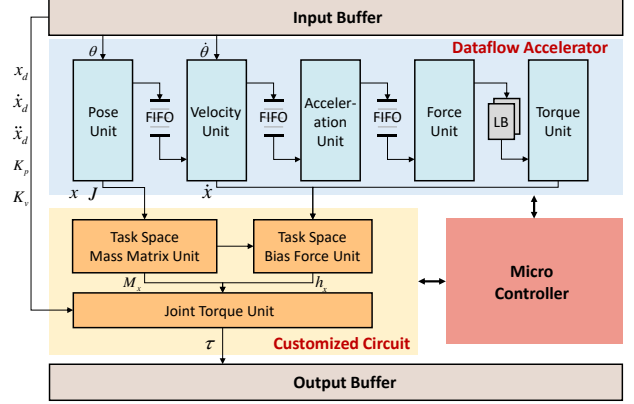 Input Buffer
Dataflow Accelerator
θ
θ̇
x_d
ẋ_d
ẍ_d
K_p
K_v
Pose
Unit
FIFO
Velocity
Unit
FIFO
Acceler-
ation Unit
FIFO
Force
Unit
LB
Torque
Unit
x J
ẋ
Task Space
Mass Matrix Unit
Task Space
Bias Force Unit
M_x
h_x
Joint Torque Unit
τ
Customized Circuit
Micro
Controller
Output Buffer